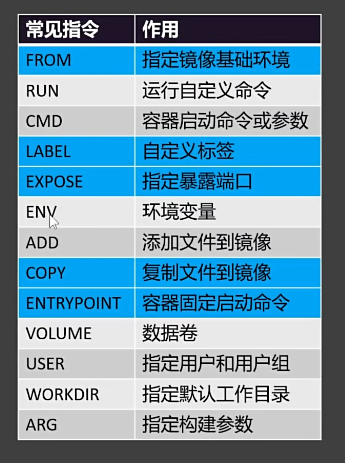 常见指令 作用
FROM 指定镜像基础环境
RUN 运行自定义命令
CMD 容器启动命令或参数
LABEL 自定义标签
EXPOSE 指定暴露端口
ENV 环境变量
ADD 添加文件到镜像
COPY 复制文件到镜像
ENTRYPOINT 容器固定启动命令
VOLUME 数据卷
USER 指定用户和用户组
WORKDIR 指定默认工作目录
ARG 指定构建参数